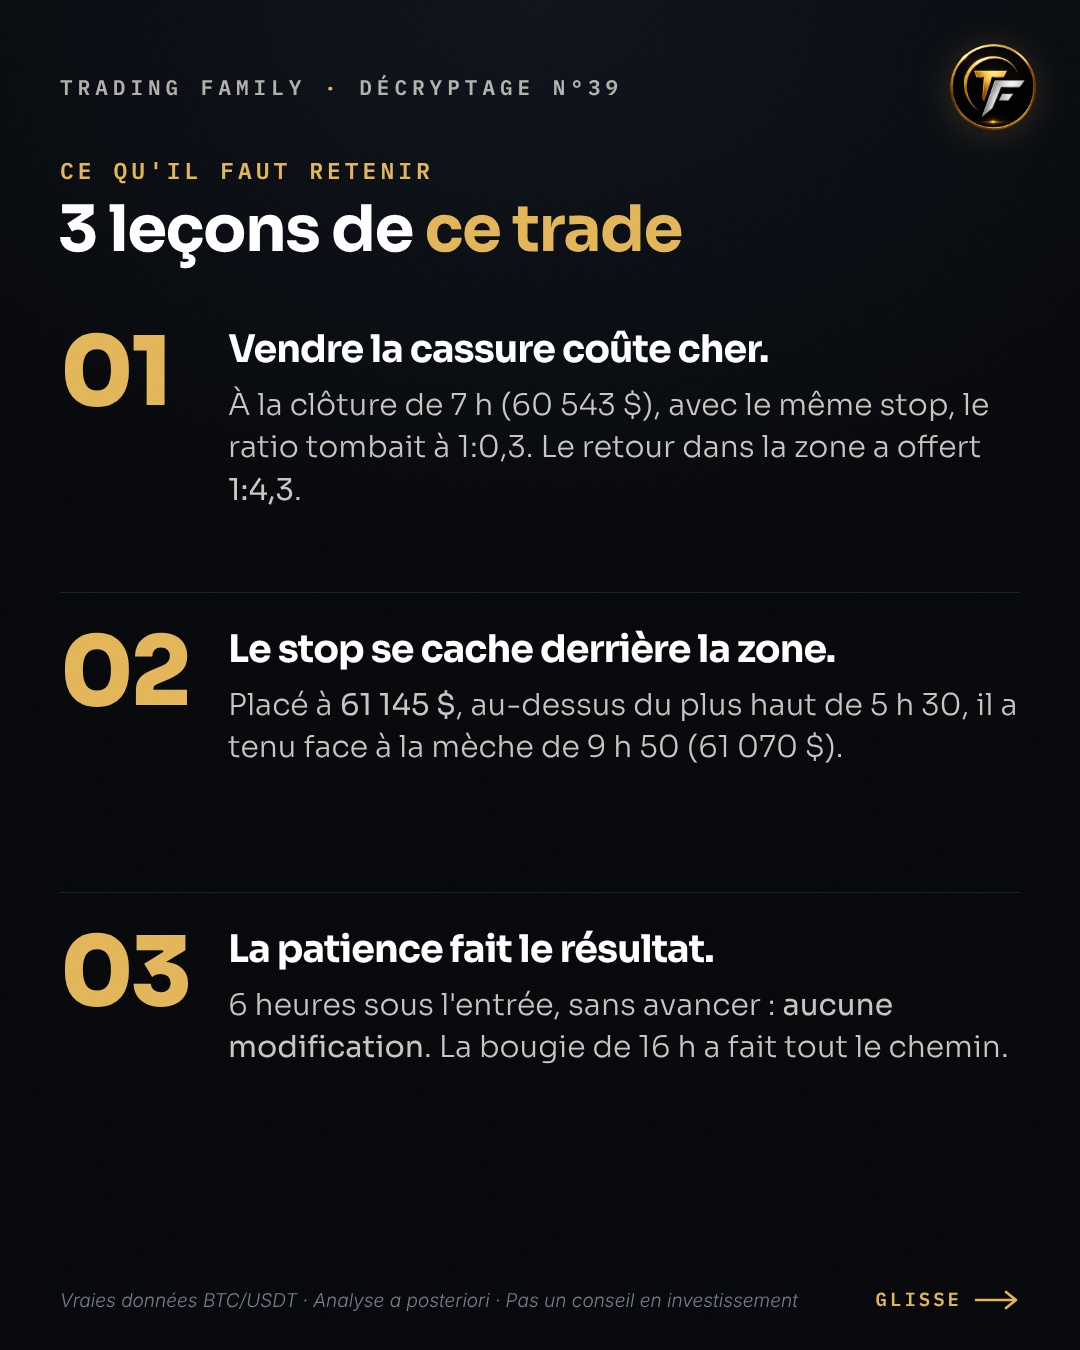 TRADING FAMILY · DÉCRYPTAGE N°39
TF
CE QU'IL FAUT RETENIR
3 leçons de ce trade
01
Vendre la cassure coûte cher.
À la clôture de 7 h (60 543 $), avec le même stop, le
ratio tombait à 1:0,3. Le retour dans la zone a offert
1:4,3.
02
Le stop se cache derrière la zone.
Placé à 61 145 $, au-dessus du plus haut de 5 h 30, il a
tenu face à la mèche de 9 h 50 (61 070 $).
03
La patience fait le résultat.
6 heures sous l'entrée, sans avancer : aucune
modification. La bougie de 16 h a fait tout le chemin.
Vraies données BTC/USDT · Analyse a posteriori · Pas un conseil en investissement
GLISSE →